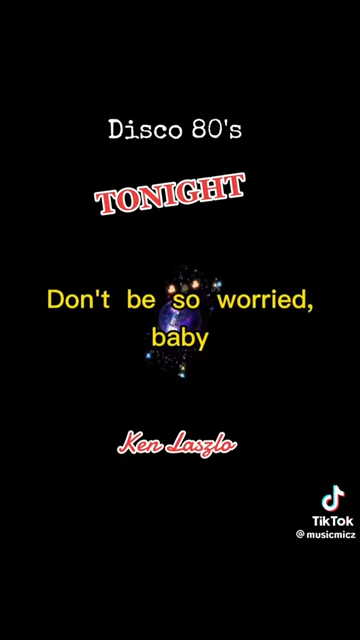 Disco 80's
TONIGHT
Don't be so worried,
baby
Ken Laszlo
TikTok
@musicmicz